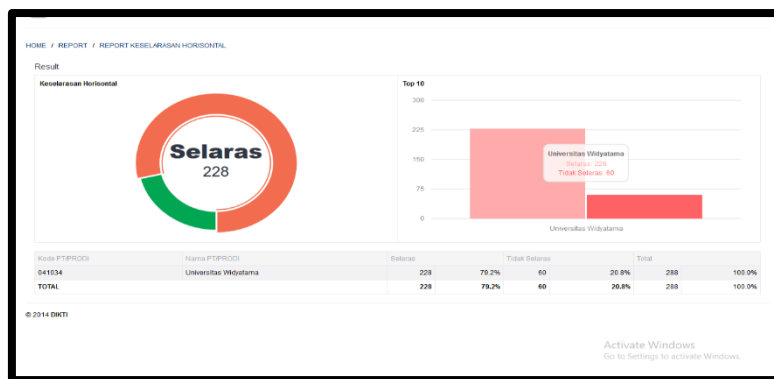 HOME / REPORT / REPORT KESELARASAN HORISONTAL
Result
Keselarasan Horisontal
Selaras
228
Top 10
300
225
150
75
0
Universitas Widyatama
Selaras: 228
Tidak Selaras: 60
Universitas Widyatama
Kode PT/PRODI Nama PT/PRODI Selaras Tidak Selaras Total
041034 Universitas Widyatama 228 79.2% 60 20.8% 288 100.0%
TOTAL 228 79.2% 60 20.8% 288 100.0%
© 2014 DIKTI
Activate Windows
Go to Settings to activate Windows.